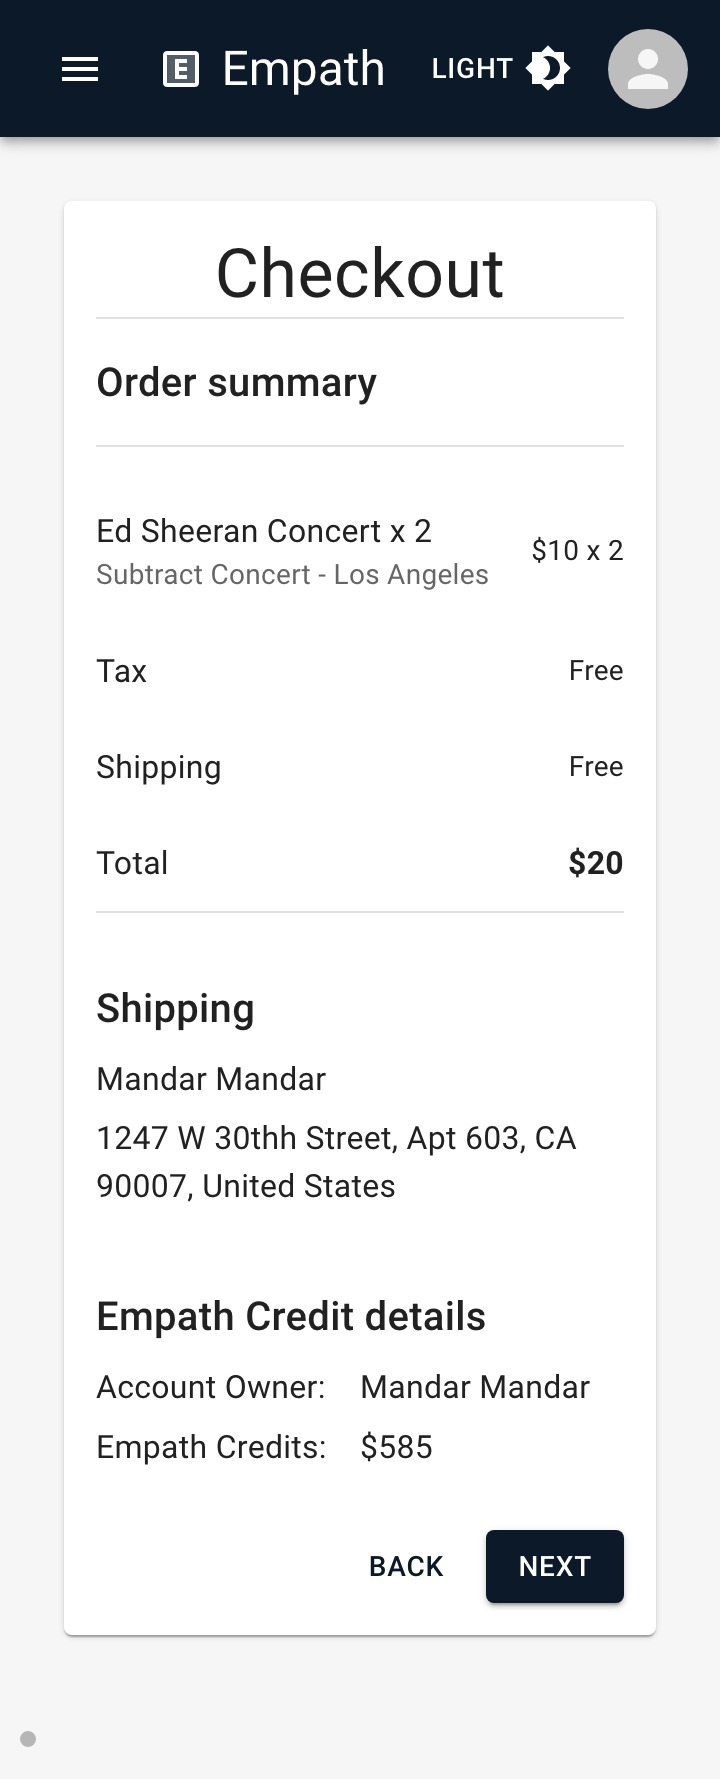 E Empath LIGHT
Checkout
Order summary
Ed Sheeran Concert x 2
$10 x 2
Subtract Concert - Los Angeles
Tax Free
Shipping Free
Total $20
Shipping
Mandar Mandar
1247 W 30thh Street, Apt 603, CA
90007, United States
Empath Credit details
Account Owner: Mandar Mandar
Empath Credits: $585
BACK NEXT